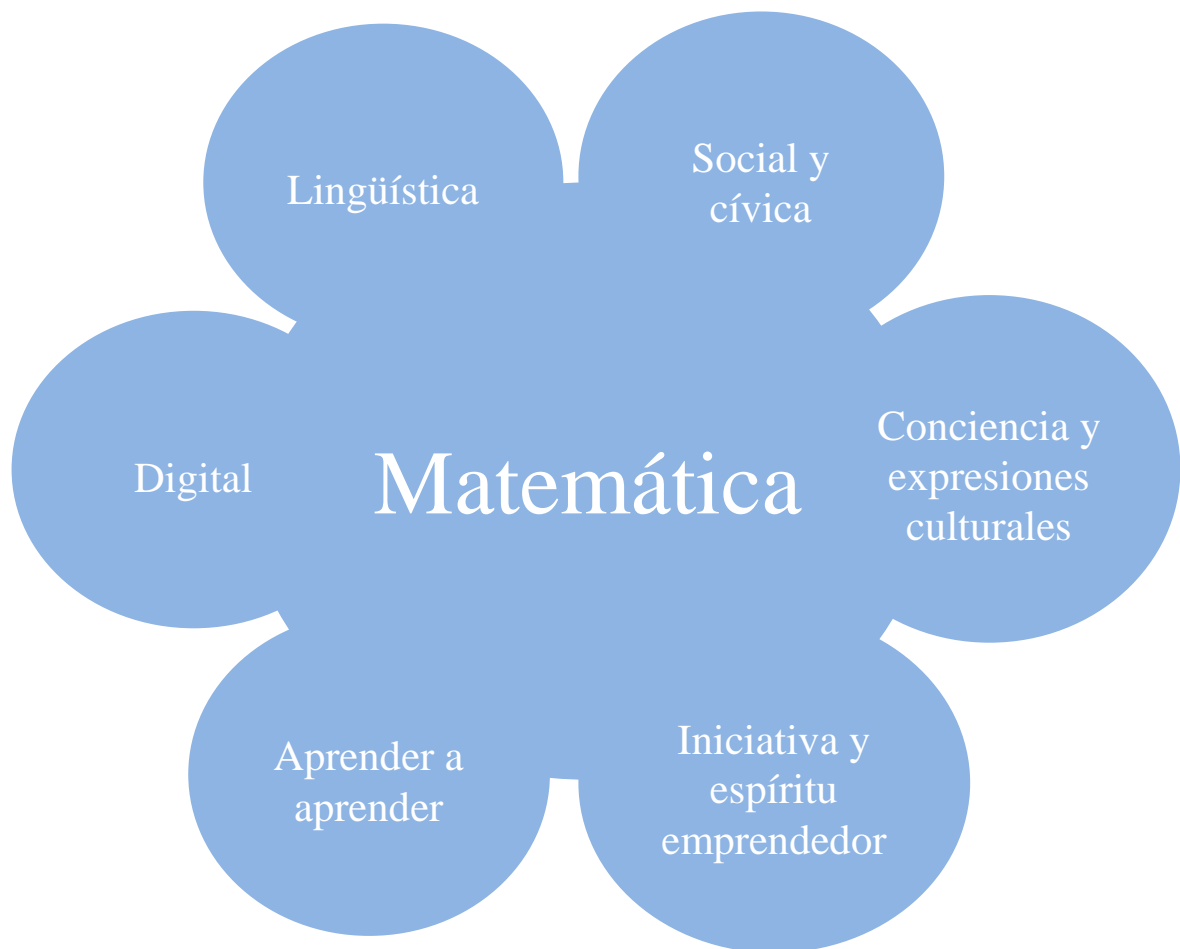 Lingüística
Social y
cívica
Conciencia y
expresiones
culturales
Digital
Matemática
Aprender a
aprender
Iniciativa y
espíritu
emprendedor